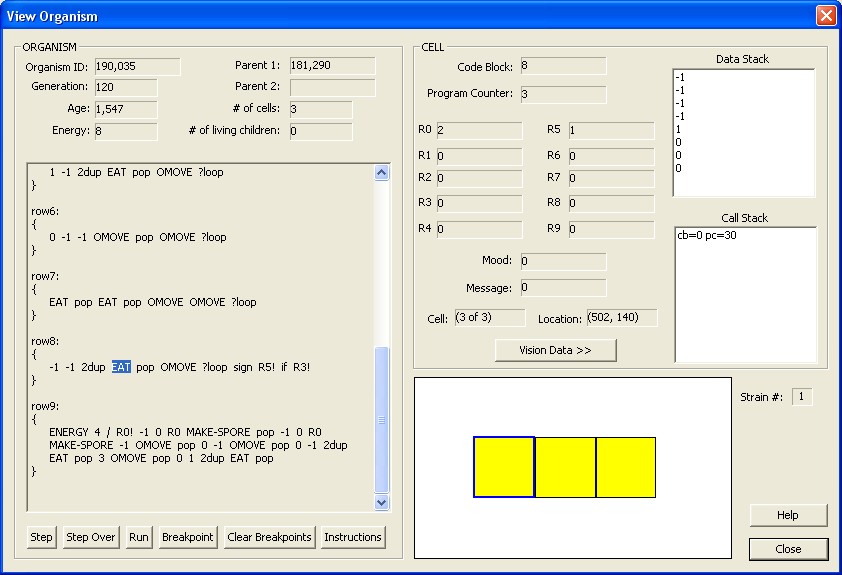 View Organism
ORGANISM
Organism ID: 190,035 Parent 1: 181,290
Generation: 120 Parent 2:
Age: 1,547 # of cells: 3
Energy: 8 # of living children: 0
1 -1 2dup EAT pop OMOVE ?loop
}
row6:
{
0 -1 -1 OMOVE pop OMOVE ?loop
}
row7:
{
EAT pop EAT pop OMOVE OMOVE ?loop
}
row8:
{
-1 -1 2dup EAT pop OMOVE ?loop sign R5! if R3!
}
row9:
{
ENERGY 4 / R0! -1 0 R0 MAKE-SPORE pop -1 0 R0
MAKE-SPORE -1 OMOVE pop 0 -1 OMOVE pop 0 -1 2dup
EAT pop 3 OMOVE pop 0 1 2dup EAT pop
}
Step Step Over Run Breakpoint Clear Breakpoints Instructions
CELL
Code Block: 8
Program Counter: 3
R0 2 R5 1
R1 0 R6 0
R2 0 R7 0
R3 0 R8 0
R4 0 R9 0
Mood: 0
Message: 0
Cell: (3 of 3) Location: (502, 140)
Vision Data >>
Data Stack
-1
-1
-1
-1
1
0
0
0
Call Stack
cb=0 pc=30
Strain #: 1
Help
Close